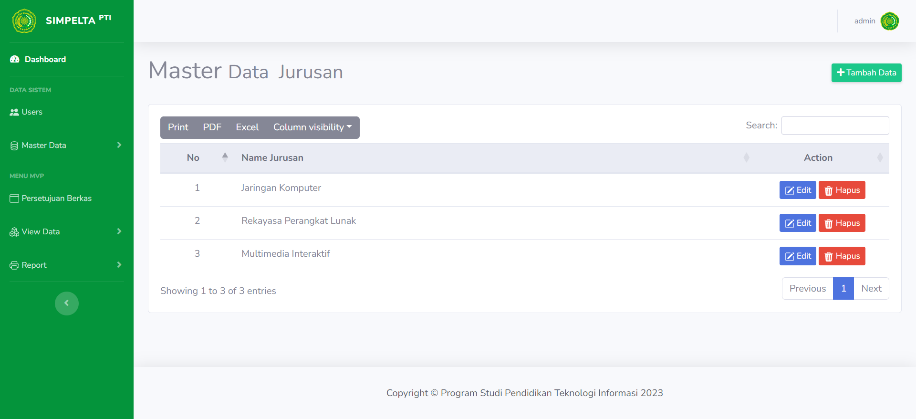 SIMPELTA PTI
admin
Dashboard
DATA SISTEM
Users
Master Data
MENU MVP
Persetujuan Berkas
View Data
Report
Master Data Jurusan
Tambah Data
Print PDF Excel Column visibility
Search:
No Name Jurusan Action
1 Jaringan Komputer Edit Hapus
2 Rekayasa Perangkat Lunak Edit Hapus
3 Multimedia Interaktif Edit Hapus
Showing 1 to 3 of 3 entries
Previous 1 Next
Copyright © Program Studi Pendidikan Teknologi Informasi 2023